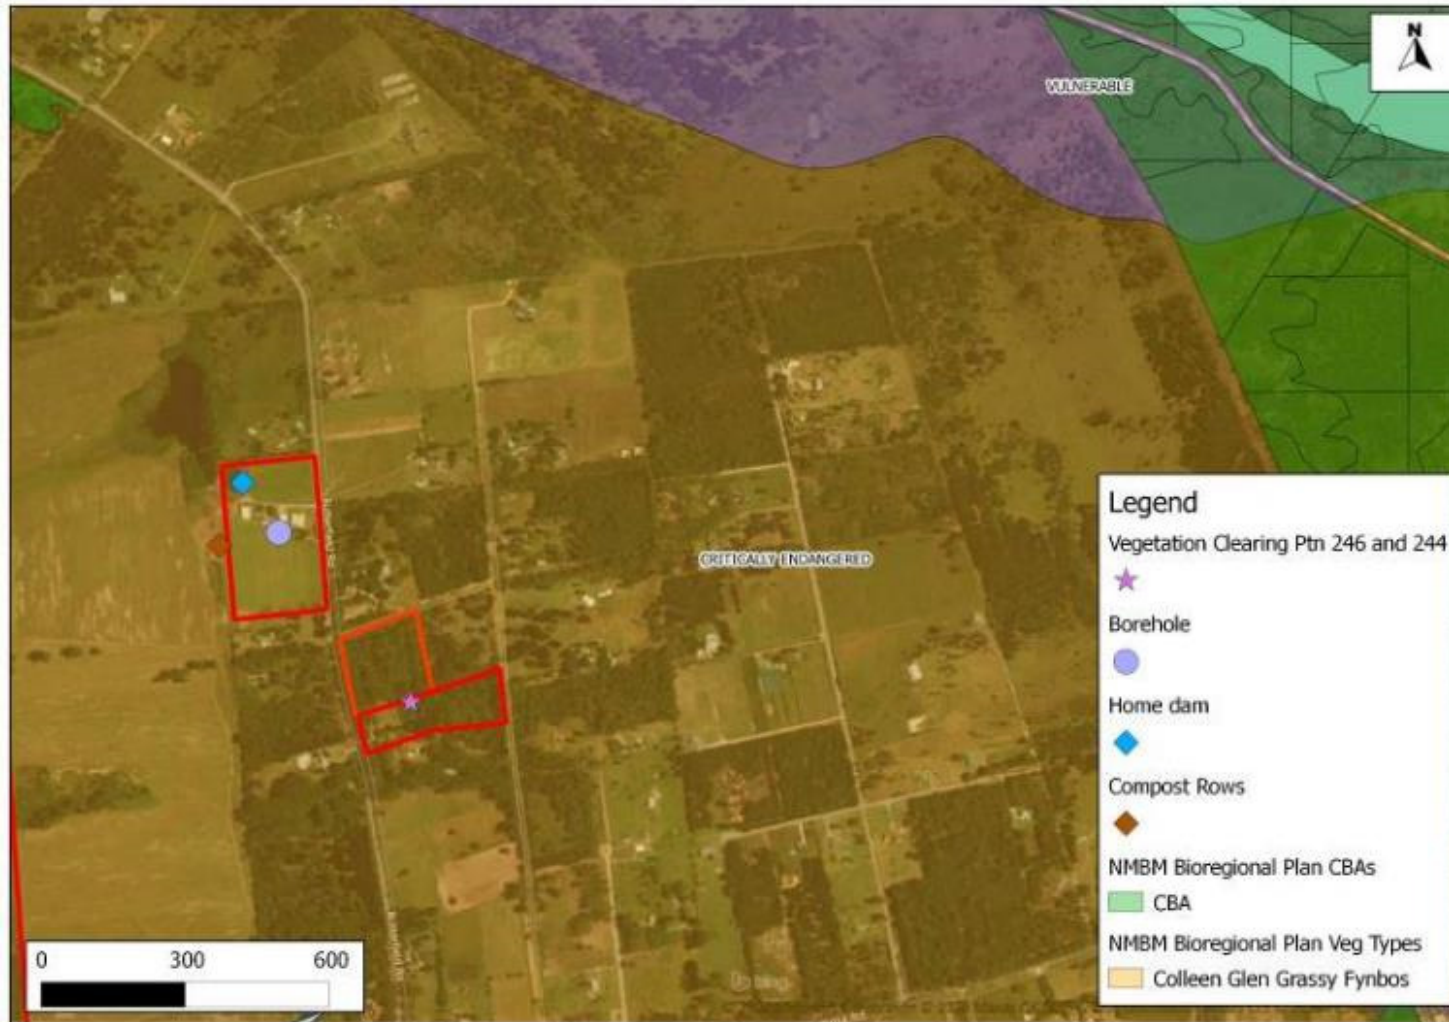 N
VULNERABLE
CRITICALLY ENDANGERED
Legend
Vegetation Clearing Ptn 246 and 244
Borehole
Home dam
Compost Rows
NMBM Bioregional Plan CBAs
CBA
NMBM Bioregional Plan Veg Types
Colleen Glen Grassy Fynbos
0 300 600